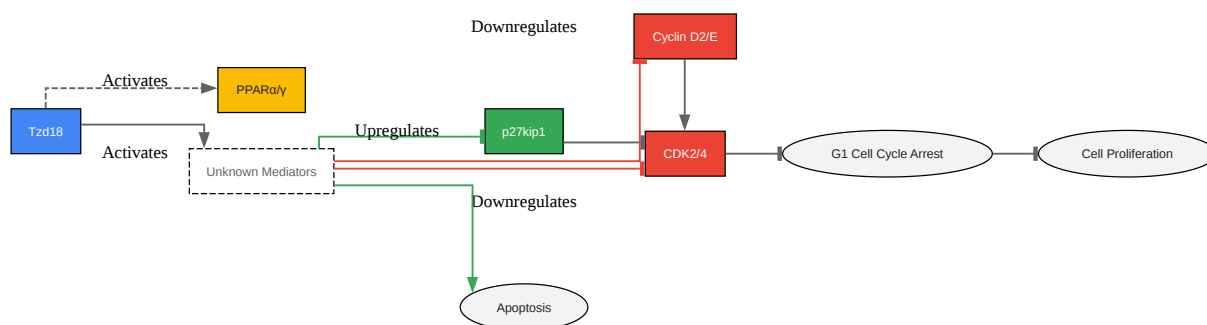 Downregulates
Cyclin D2/E
Activates
PPARα/γ
Tzd18
Activates
Upregulates
p27kip1
CDK2/4
G1 Cell Cycle Arrest
Cell Proliferation
Unknown Mediators
Downregulates
Apoptosis